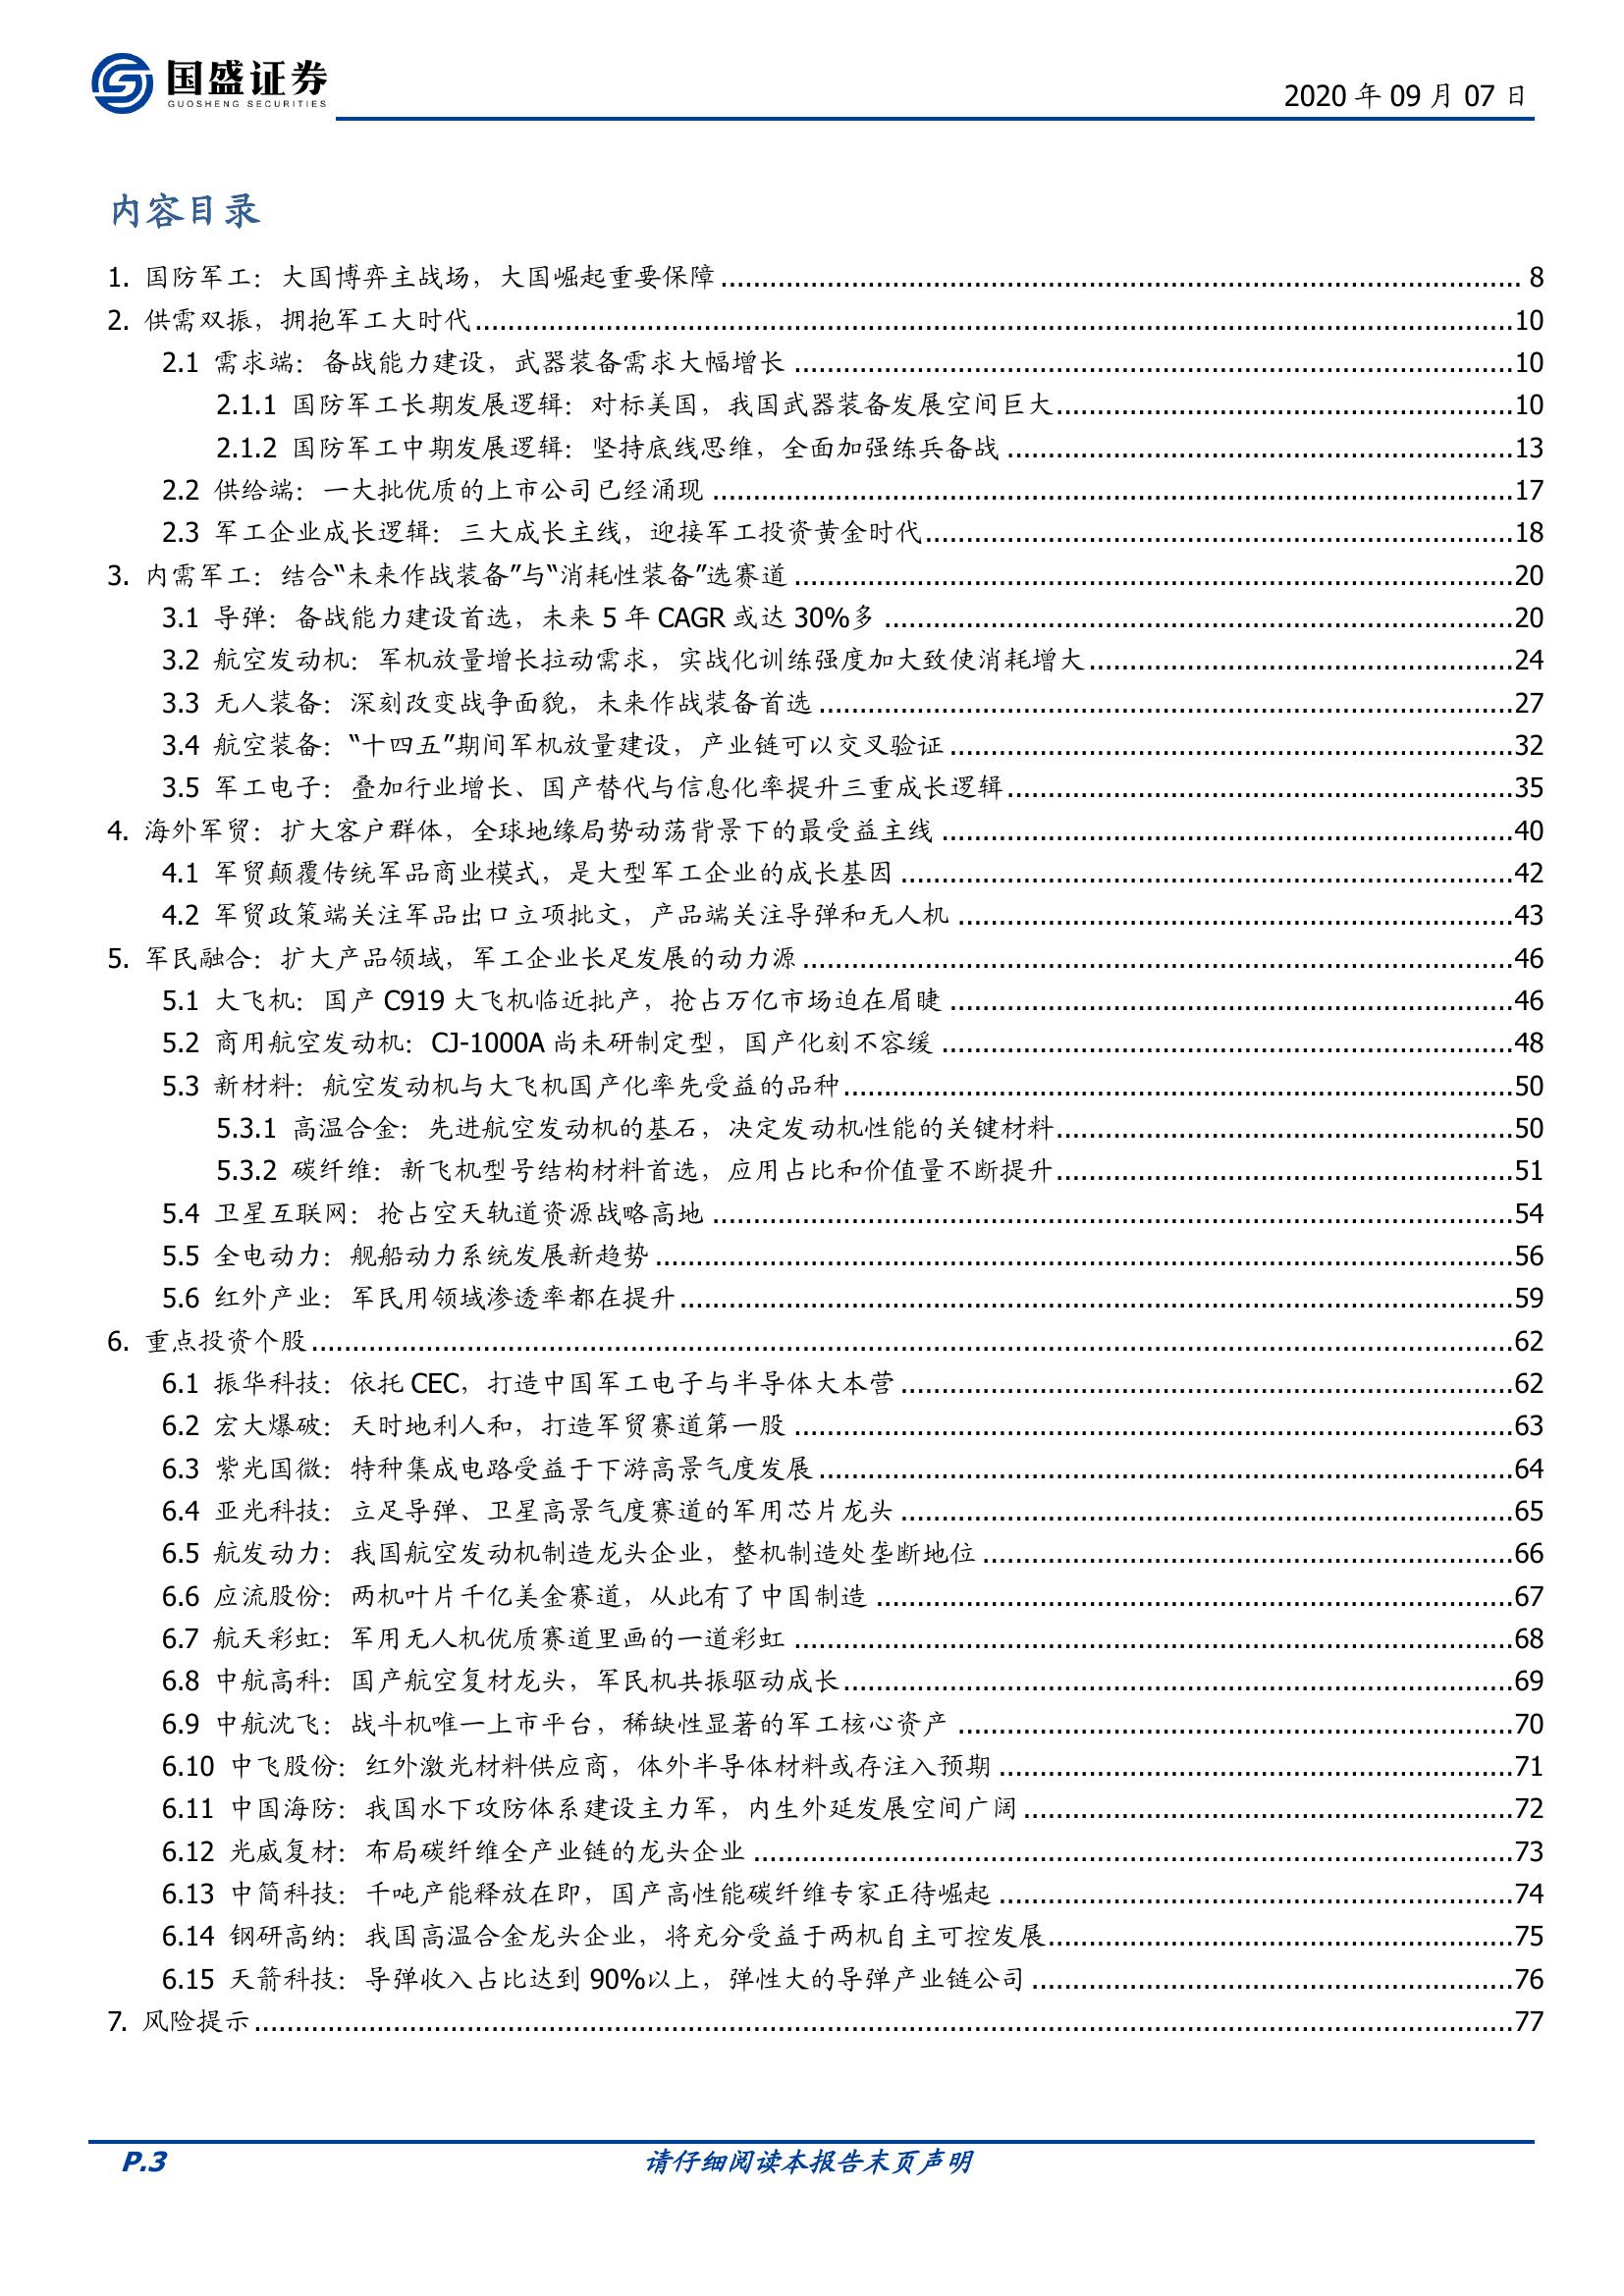 国盛证券
GUOSHENG SECURITIES
2020 年 09 月 07 日
内容目录
1. 国防军工：大国博弈主战场，大国崛起重要保障 ........ 8
2. 供需双振，拥抱军工大时代 ........ 10
2.1 需求端：备战能力建设，武器装备需求大幅增长 ........ 10
2.1.1 国防军工长期发展逻辑：对标美国，我国武器装备发展空间巨大 ........ 10
2.1.2 国防军工中期发展逻辑：坚持底线思维，全面加强练兵备战 ........ 13
2.2 供给端：一大批优质的上市公司已经涌现 ........ 17
2.3 军工企业成长逻辑：三大成长主线，迎接军工投资黄金时代 ........ 18
3. 内需军工：结合“未来作战装备”与“消耗性装备”选赛道 ........ 20
3.1 导弹：备战能力建设首选，未来 5 年 CAGR 或达 30%多 ........ 20
3.2 航空发动机：军机放量增长拉动需求，实战化训练强度加大致使消耗增大 ........ 24
3.3 无人装备：深刻改变战争面貌，未来作战装备首选 ........ 27
3.4 航空装备：“十四五”期间军机放量建设，产业链可以交叉验证 ........ 32
3.5 军工电子：叠加行业增长、国产替代与信息化率提升三重成长逻辑 ........ 35
4. 海外军贸：扩大客户群体，全球地缘局势动荡背景下的最受益主线 ........ 40
4.1 军贸颠覆传统军品商业模式，是大型军工企业的成长基因 ........ 42
4.2 军贸政策端关注军品出口立项批文，产品端关注导弹和无人机 ........ 43
5. 军民融合：扩大产品领域，军工企业长足发展的动力源 ........ 46
5.1 大飞机：国产 C919 大飞机临近批产，抢占万亿市场迫在眉睫 ........ 46
5.2 商用航空发动机：CJ-1000A 尚未研制定型，国产化刻不容缓 ........ 48
5.3 新材料：航空发动机与大飞机国产化率先受益的品种 ........ 50
5.3.1 高温合金：先进航空发动机的基石，决定发动机性能的关键材料 ........ 50
5.3.2 碳纤维：新飞机型号结构材料首选，应用占比和价值量不断提升 ........ 51
5.4 卫星互联网：抢占空天轨道资源战略高地 ........ 54
5.5 全电动力：舰船动力系统发展新趋势 ........ 56
5.6 红外产业：军民用领域渗透率都在提升 ........ 59
6. 重点投资个股 ........ 62
6.1 振华科技：依托 CEC，打造中国军工电子与半导体大本营 ........ 62
6.2 宏大爆破：天时地利人和，打造军贸赛道第一股 ........ 63
6.3 紫光国微：特种集成电路受益于下游高景气度发展 ........ 64
6.4 亚光科技：立足导弹、卫星高景气度赛道的军用芯片龙头 ........ 65
6.5 航发动力：我国航空发动机制造龙头企业，整机制造处垄断地位 ........ 66
6.6 应流股份：两机叶片千亿美金赛道，从此有了中国制造 ........ 67
6.7 航天彩虹：军用无人机优质赛道里画的一道彩虹 ........ 68
6.8 中航高科：国产航空复材龙头，军民机共振驱动成长 ........ 69
6.9 中航沈飞：战斗机唯一上市平台，稀缺性显著的军工核心资产 ........ 70
6.10 中飞股份：红外激光材料供应商，体外半导体材料或存注入预期 ........ 71
6.11 中国海防：我国水下攻防体系建设主力军，内生外延发展空间广阔 ........ 72
6.12 光威复材：布局碳纤维全产业链的龙头企业 ........ 73
6.13 中简科技：千吨产能释放在即，国产高性能碳纤维专家正待崛起 ........ 74
6.14 钢研高纳：我国高温合金龙头企业，将充分受益于两机自主可控发展 ........ 75
6.15 天箭科技：导弹收入占比达到 90%以上，弹性大的导弹产业链公司 ........ 76
7. 风险提示 ........ 77
P.3 请仔细阅读本报告末页声明